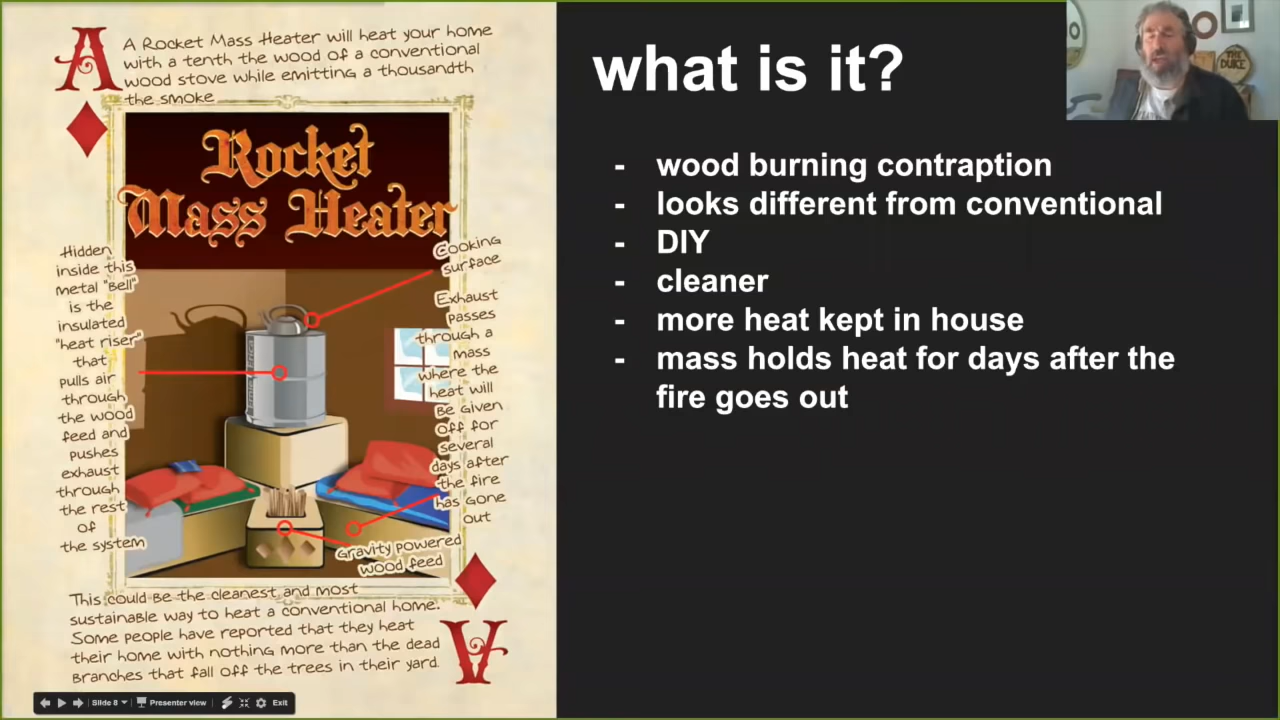 A
A Rocket Mass Heater will heat your home
with a tenth the wood of a conventional
wood stove while emitting a thousandth
the smoke
Rocket
Mass Heater
Hidden
inside this
metal "Bell"
is the
insulated
"heat riser"
that
pulls air
through
the wood
feed and
pushes
exhaust
through
the rest
of
the system
Cooking
surface
Exhaust
passes
through a
mass
where the
heat will
Be given
off for
several
days after
the fire
has gone
out
Gravity powered
wood feed
This could Be the cleanest and most
sustainable way to heat a conventional home.
Some people have reported that they heat
their home with nothing more than the dead
Branches that fall off the trees in their yard.
A
what is it?
- wood burning contraption
- looks different from conventional
- DIY
- cleaner
- more heat kept in house
- mass holds heat for days after the
fire goes out
THE
DUKE
Slide 8
Presenter view
Exit